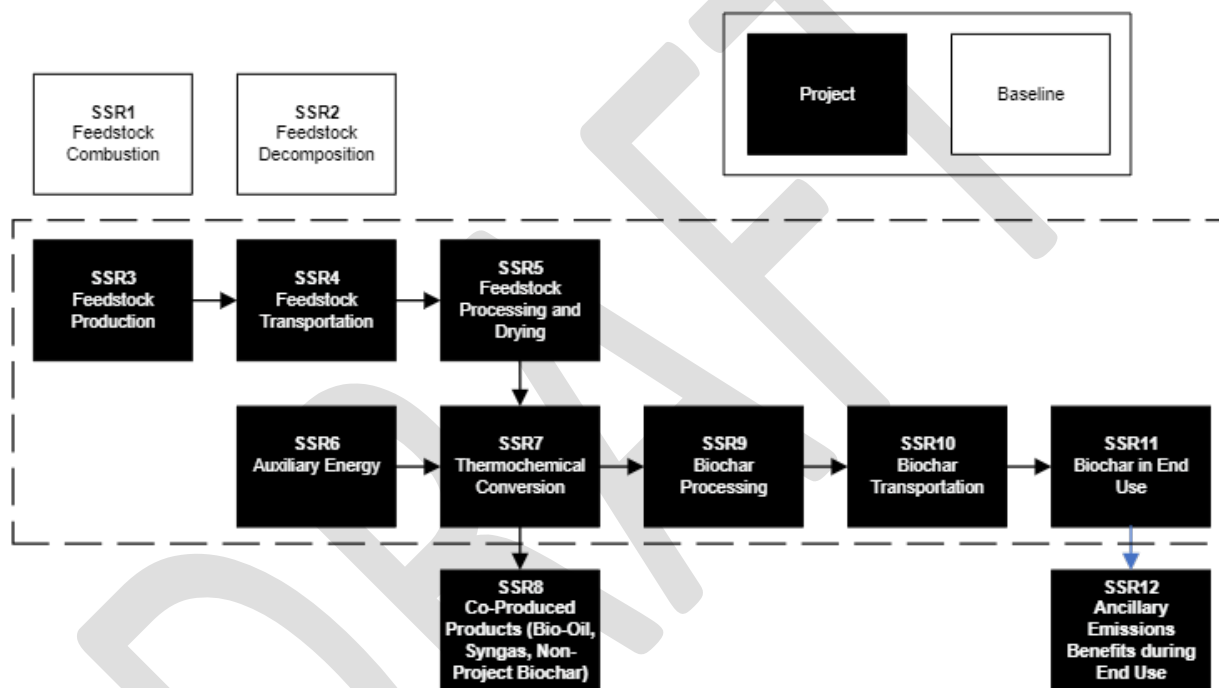 Project
Baseline
SSR1
Feedstock
Combustion
SSR2
Feedstock
Decomposition
SSR3
Feedstock
Production
SSR4
Feedstock
Transportation
SSR5
Feedstock
Processing and
Drying
SSR6
Auxiliary Energy
SSR7
Thermochemical
Conversion
SSR9
Biochar
Processing
SSR10
Biochar
Transportation
SSR11
Biochar in End
Use
SSR8
Co-Produced
Products (Bio-Oil,
Syngas, Non-
Project Biochar)
SSR12
Ancillary
Emissions
Benefits during
End Use
DRAFT